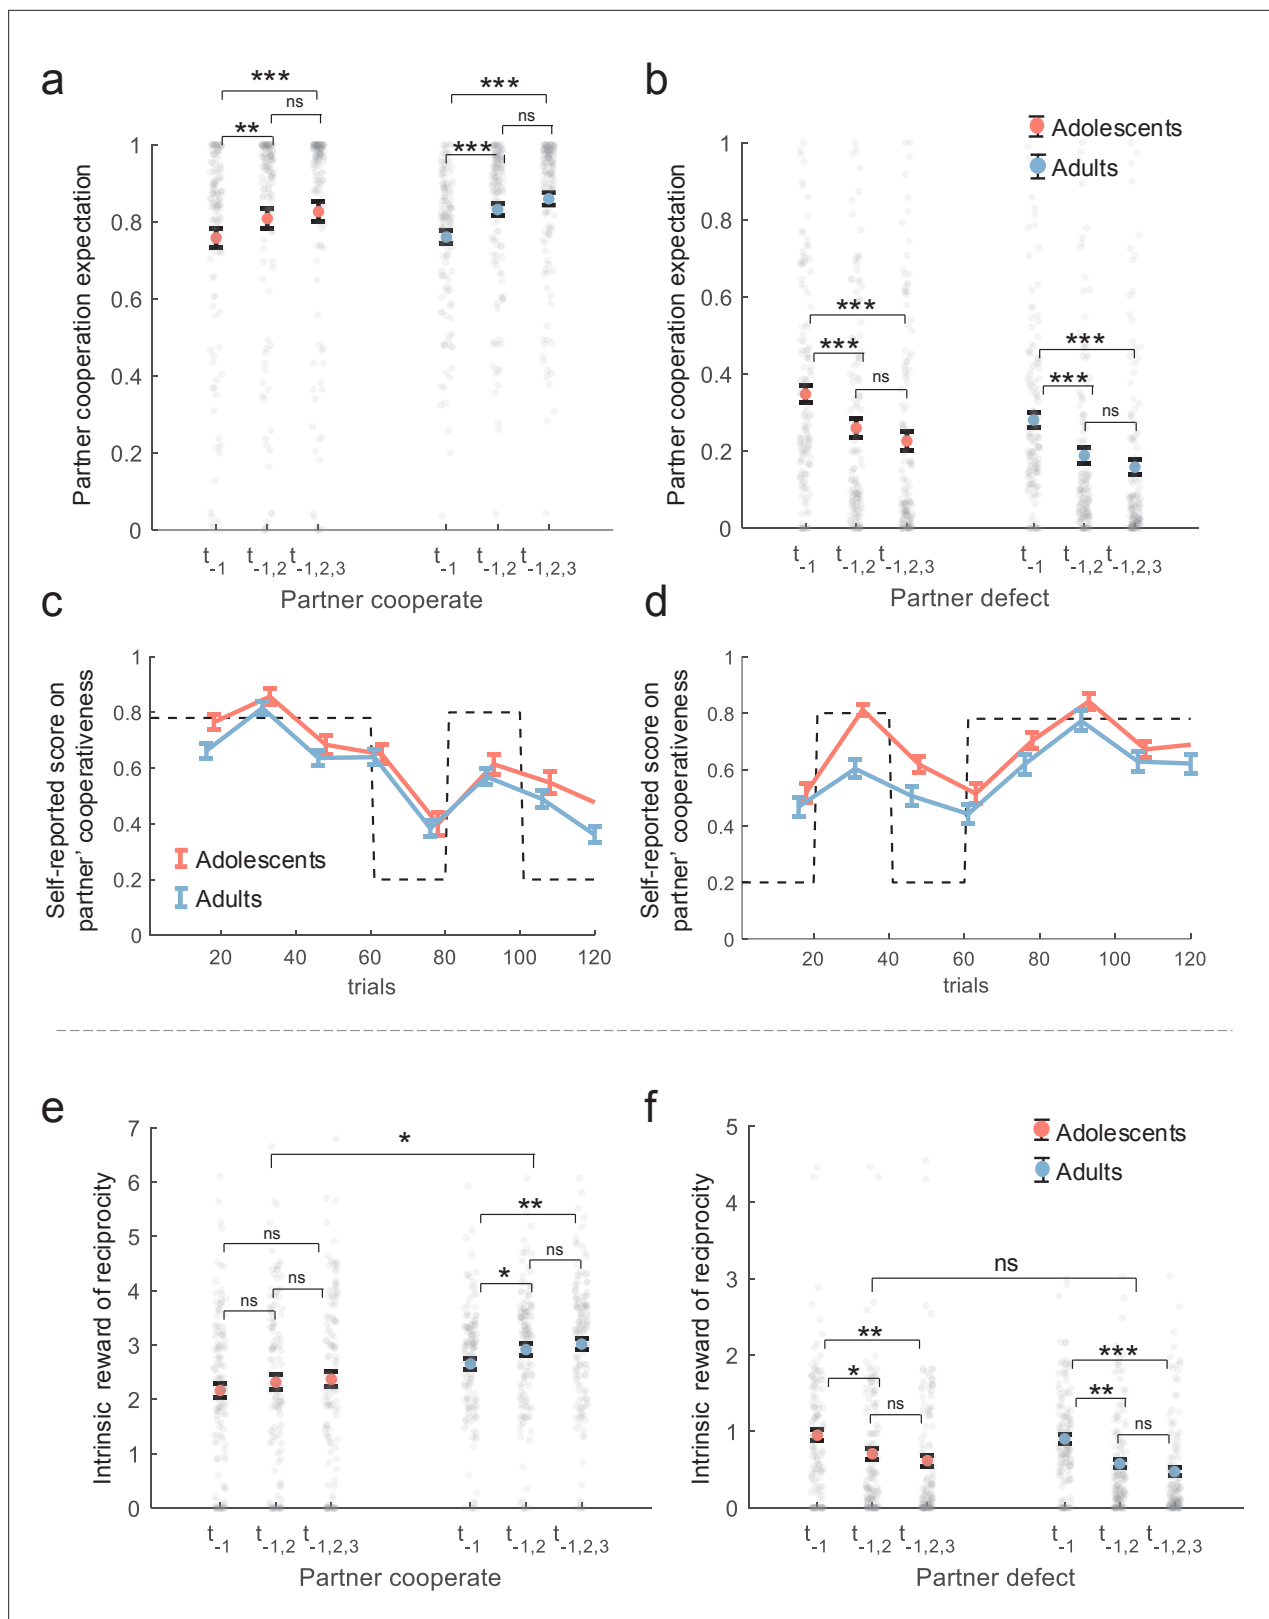 a
***
ns
**
***
ns
***
Partner cooperation expectation
1
0.8
0.6
0.4
0.2
0
t-1
t-1,2
t-1,2,3
t-1
t-1,2
t-1,2,3
Partner cooperate
b
Adolescents
Adults
***
***
ns
***
***
ns
Partner cooperation expectation
1
0.8
0.6
0.4
0.2
0
t-1
t-1,2
t-1,2,3
t-1
t-1,2
t-1,2,3
Partner defect
c
Self-reported score on
partner' cooperativeness
1
0.8
0.6
0.4
0.2
0
Adolescents
Adults
20
40
60
80
100
120
trials
d
Self-reported score on
partner' cooperativeness
1
0.8
0.6
0.4
0.2
0
20
40
60
80
100
120
trials
e
*
**
ns
ns
*
ns
ns
Intrinsic reward of reciprocity
7
6
5
4
3
2
1
0
t-1
t-1,2
t-1,2,3
t-1
t-1,2
t-1,2,3
Partner cooperate
f
Adolescents
Adults
ns
**
*
ns
***
**
ns
Intrinsic reward of reciprocity
5
4
3
2
1
0
t-1
t-1,2
t-1,2,3
t-1
t-1,2
t-1,2,3
Partner defect